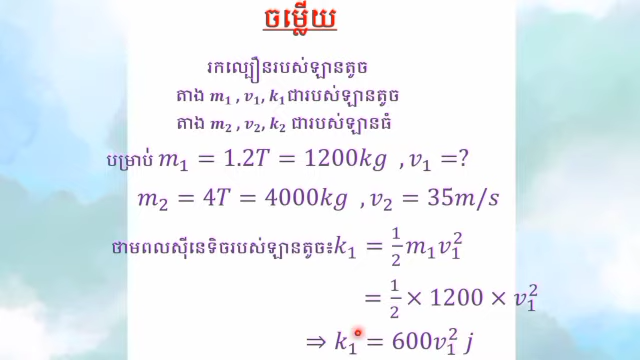 ចម្លើយ
រកល្បឿនរបស់ឡានតូច
តាង m₁ , v₁, k₁ជារបស់ឡានតូច
តាង m₂ , v₂, k₂ ជារបស់ឡានធំ
បម្រាប់ m₁ = 1.2T = 1200kg , v₁ =?
m₂ = 4T = 4000kg , v₂ = 35m/s
ថាមពលស៊ីនេទិចរបស់ឡានតូច៖k₁ = 1/2 m₁v₁²
= 1/2 × 1200 × v₁²
⇒ k₁ = 600v₁² j